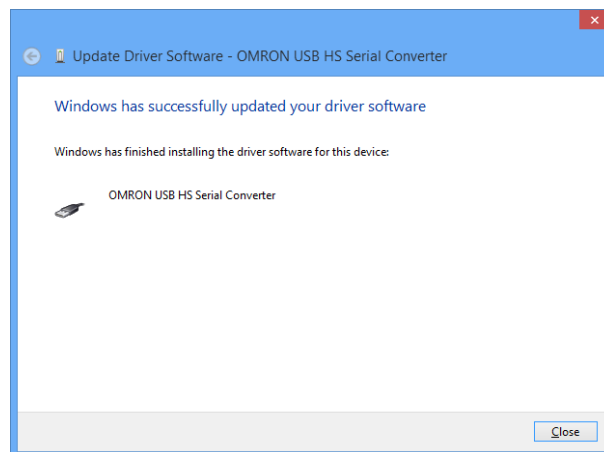 Update Driver Software - OMRON USB HS Serial Converter
Windows has successfully updated your driver software
Windows has finished installing the driver software for this device:
OMRON USB HS Serial Converter
Close